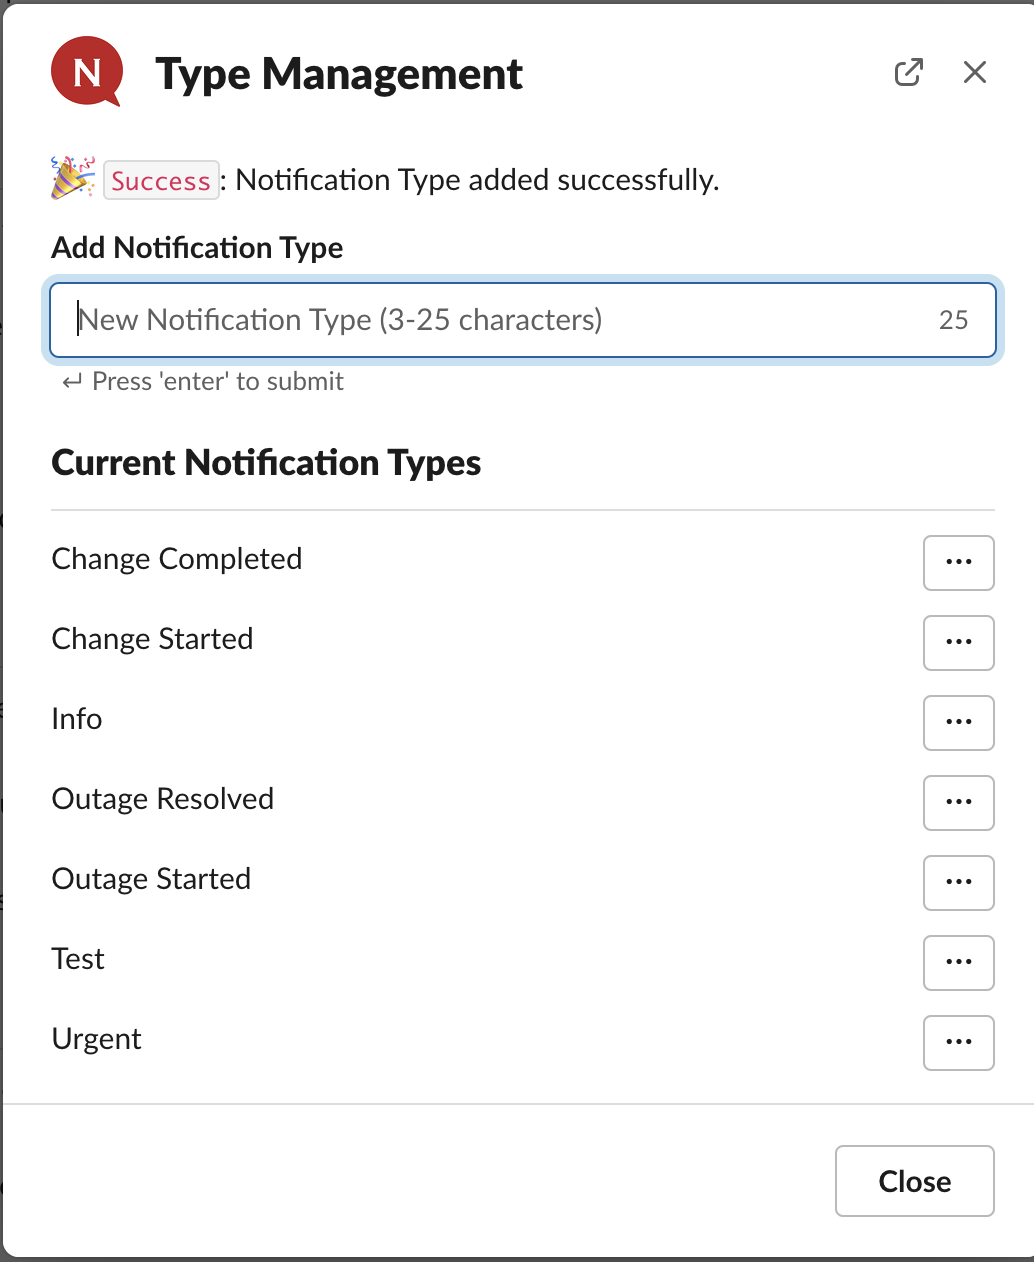 N
Type Management
Success: Notification Type added successfully.
Add Notification Type
New Notification Type (3-25 characters) 25
↵ Press 'enter' to submit
Current Notification Types
Change Completed
Change Started
Info
Outage Resolved
Outage Started
Test
Urgent
Close